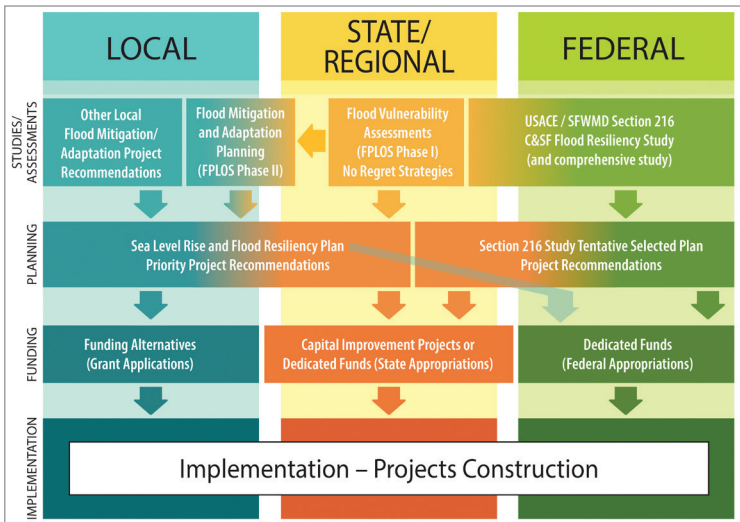 LOCAL
STATE/
REGIONAL
FEDERAL
STUDIES/
ASSESSMENTS
Other Local
Flood Mitigation/
Adaptation Project
Recommendations
Flood Mitigation
and Adaptation
Planning
(FPLOS Phase II)
Flood Vulnerability
Assessments
(FPLOS Phase I)
No Regret Strategies
USACE / SFWMD Section 216
C&SF Flood Resiliency Study
(and comprehensive study)
PLANNING
Sea Level Rise and Flood Resiliency Plan
Priority Project Recommendations
Section 216 Study Tentative Selected Plan
Project Recommendations
FUNDING
Funding Alternatives
(Grant Applications)
Capital Improvement Projects or
Dedicated Funds (State Appropriations)
Dedicated Funds
(Federal Appropriations)
IMPLEMENTATION
Implementation – Projects Construction